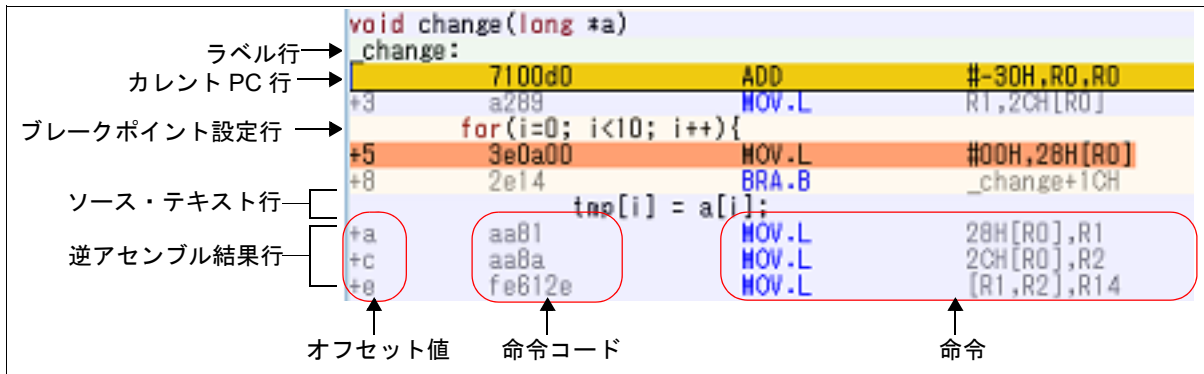 void change(long *a)
ラベル行 _change:
カレント PC 行 7100d0 ADD #-30H,R0,R0
+3 a289 MOV.L R1,2CH[R0]
ブレークポイント設定行 for(i=0; i<10; i++){
+5 3e0a00 MOV.L #00H,28H[R0]
+8 2e14 BRA.B _change+1CH
ソース・テキスト行 tmp[i] = a[i];
+a aa81 MOV.L 28H[R0],R1
逆アセンブル結果行 +c aa8a MOV.L 2CH[R0],R2
+e fe612e MOV.L [R1,R2],R14
オフセット値 命令コード 命令